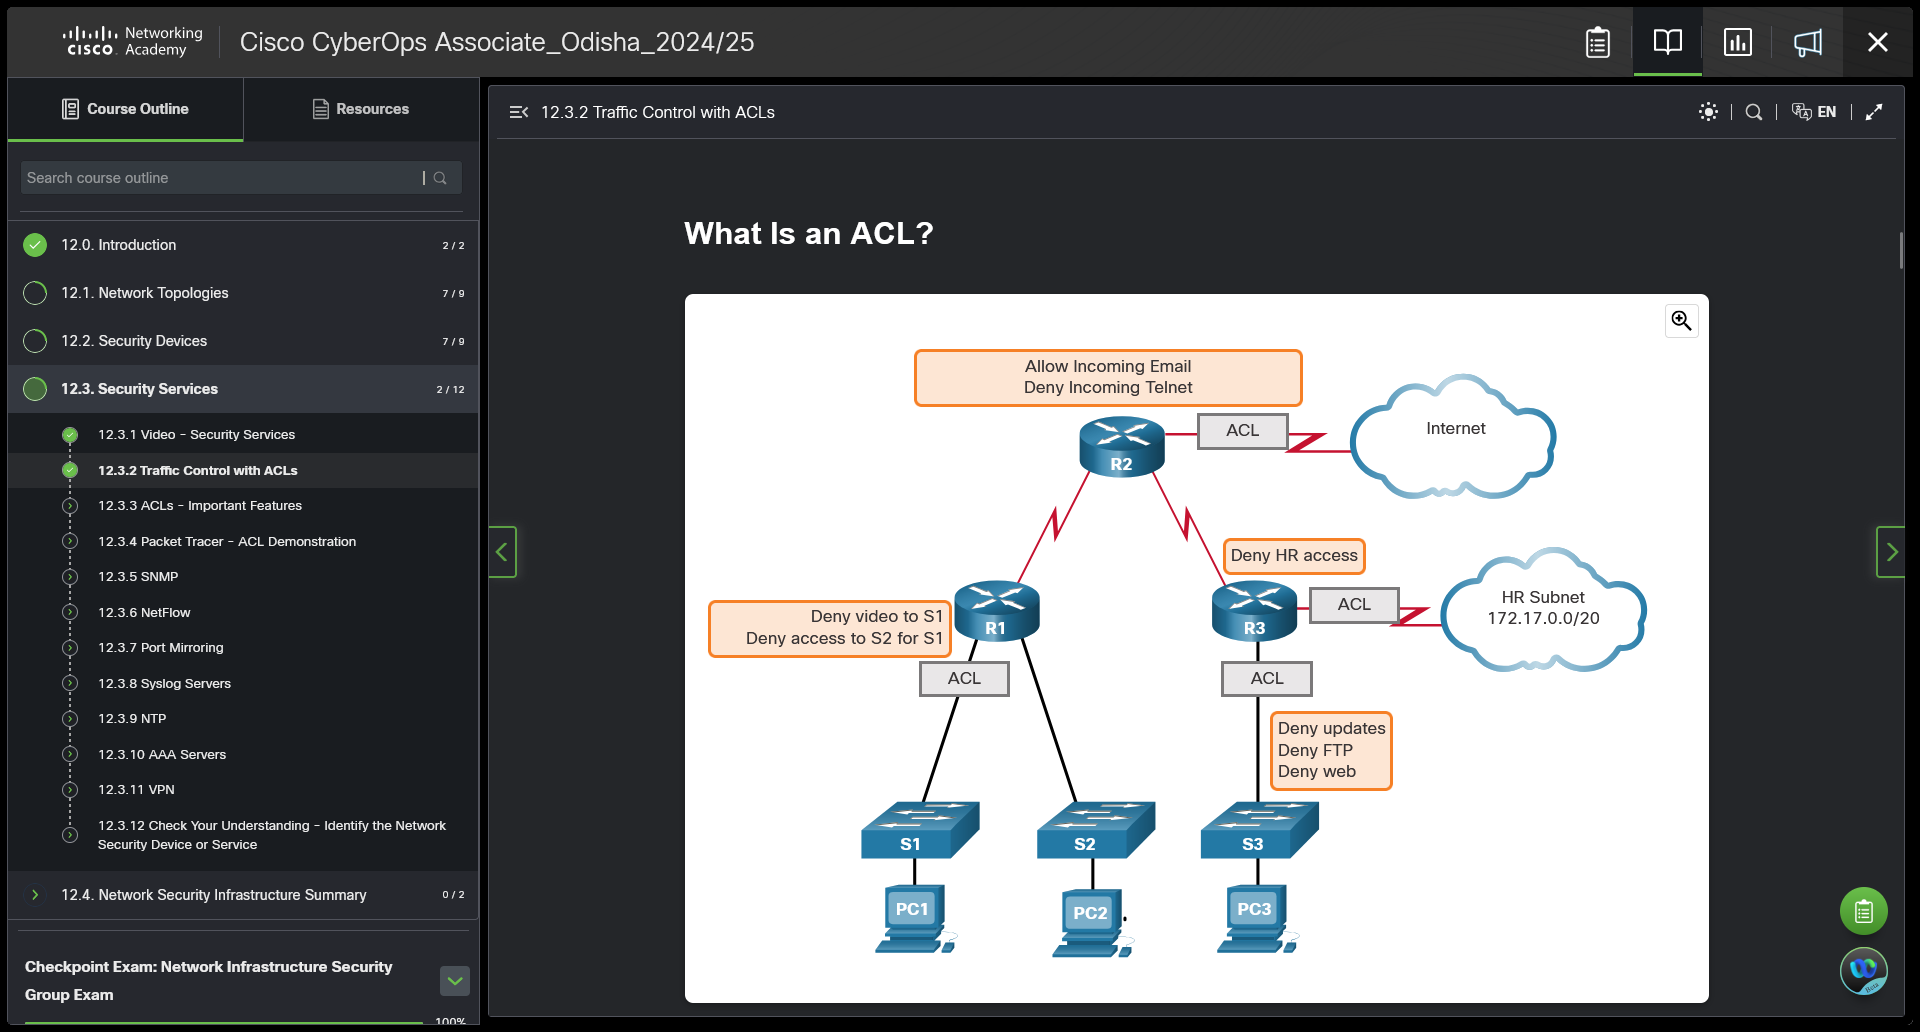 CISCO Networking Academy
Cisco CyberOps Associate_Odisha_2024/25
Course Outline
Resources
Search course outline
12.0. Introduction 2 / 2
12.1. Network Topologies 7 / 9
12.2. Security Devices 7 / 9
12.3. Security Services 2 / 12
12.3.1 Video - Security Services
12.3.2 Traffic Control with ACLs
12.3.3 ACLs - Important Features
12.3.4 Packet Tracer - ACL Demonstration
12.3.5 SNMP
12.3.6 NetFlow
12.3.7 Port Mirroring
12.3.8 Syslog Servers
12.3.9 NTP
12.3.10 AAA Servers
12.3.11 VPN
12.3.12 Check Your Understanding - Identify the Network
Security Device or Service
12.4. Network Security Infrastructure Summary 0 / 2
Checkpoint Exam: Network Infrastructure Security
Group Exam
100%
12.3.2 Traffic Control with ACLs
EN
What Is an ACL?
Allow Incoming Email
Deny Incoming Telnet
ACL
Internet
R2
Deny HR access
Deny video to S1
Deny access to S2 for S1
R1
R3
ACL
HR Subnet
172.17.0.0/20
ACL
ACL
Deny updates
Deny FTP
Deny web
S1
S2
S3
PC1
PC2
PC3
Beta